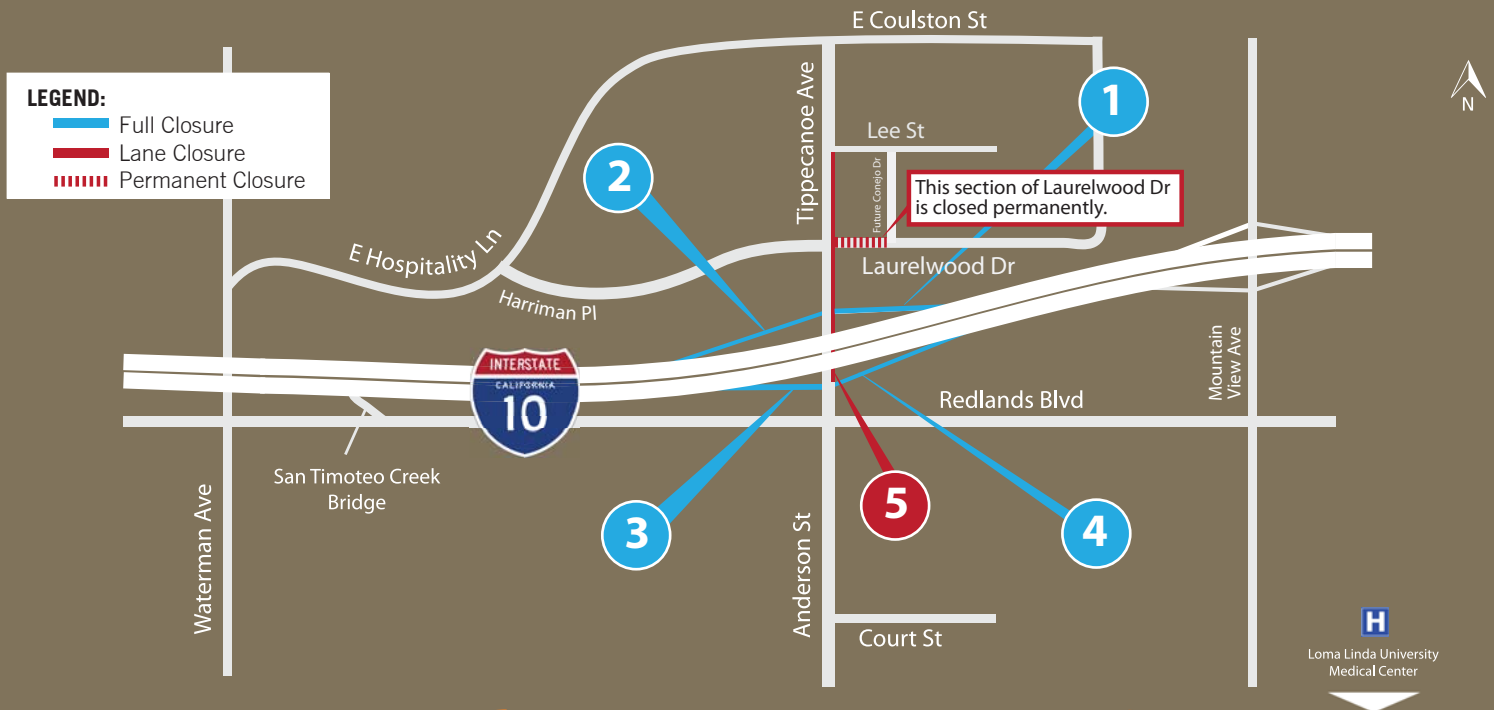 E Coulston St
LEGEND:
Full Closure
Lane Closure
Permanent Closure
N
1
Tippecanoe Ave
Lee St
2
Future Conejo Dr
This section of Laurelwood Dr
is closed permanently.
E Hospitality Ln
Laurelwood Dr
Harriman Pl
INTERSTATE
CALIFORNIA
10
Mountain
View Ave
Redlands Blvd
San Timoteo Creek
Bridge
Waterman Ave
3
Anderson St
5
4
Court St
H
Loma Linda University
Medical Center